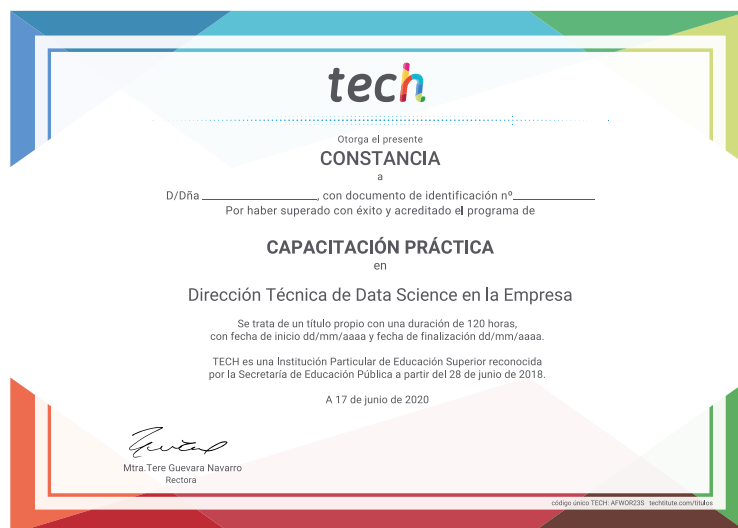 tech
Otorga el presente
CONSTANCIA
a
D/Dña ________________, con documento de identificación nº____________
Por haber superado con éxito y acreditado el programa de
CAPACITACIÓN PRÁCTICA
en
Dirección Técnica de Data Science en la Empresa
Se trata de un título propio con una duración de 120 horas,
con fecha de inicio dd/mm/aaaa y fecha de finalización dd/mm/aaaa.
TECH es una Institución Particular de Educación Superior reconocida
por la Secretaría de Educación Pública a partir del 28 de junio de 2018.
A 17 de junio de 2020
Mtra.Tere Guevara Navarro
Rectora
código único TECH: AFWOR23S techtitute.com/titulos